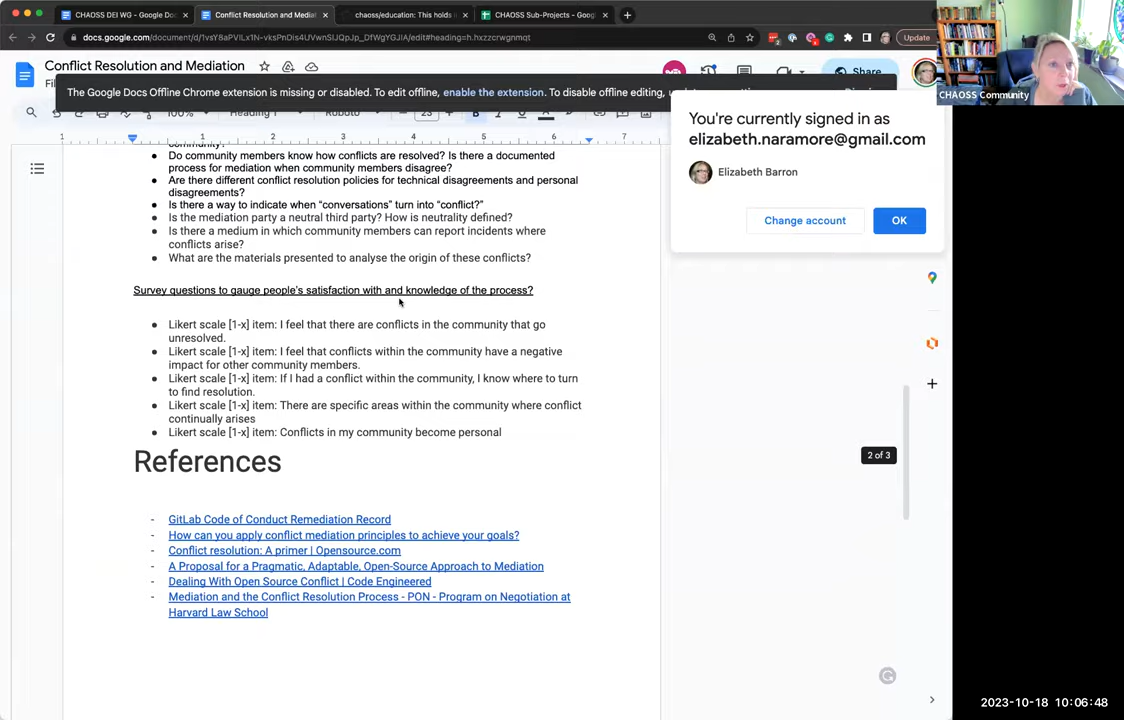 CHAOSS DEI WG - Google Doc
Conflict Resolution and Mediat
chaoss/education: This holds
CHAOSS Sub-Projects - Goog
Update
Conflict Resolution and Mediation
Share
Fi
The Google Docs Offline Chrome extension is missing or disabled. To edit offline, enable the extension. To disable offline editing,
100%
Heading 1
Roboto
23
1 1 2 3 4 5 6 7
You're currently signed in as
elizabeth.naramore@gmail.com
Elizabeth Barron
Change account
OK
CHAOSS Community
community?
● Do community members know how conflicts are resolved? Is there a documented
process for mediation when community members disagree?
● Are there different conflict resolution policies for technical disagreements and personal
disagreements?
● Is there a way to indicate when “conversations” turn into “conflict?”
● Is the mediation party a neutral third party? How is neutrality defined?
● Is there a medium in which community members can report incidents where
conflicts arise?
● What are the materials presented to analyse the origin of these conflicts?
Survey questions to gauge people’s satisfaction with and knowledge of the process?
● Likert scale [1-x] item: I feel that there are conflicts in the community that go
unresolved.
● Likert scale [1-x] item: I feel that conflicts within the community have a negative
impact for other community members.
● Likert scale [1-x] item: If I had a conflict within the community, I know where to turn
to find resolution.
● Likert scale [1-x] item: There are specific areas within the community where conflict
continually arises
● Likert scale [1-x] item: Conflicts in my community become personal
References
2 of 3
- GitLab Code of Conduct Remediation Record
- How can you apply conflict mediation principles to achieve your goals?
- Conflict resolution: A primer | Opensource.com
- A Proposal for a Pragmatic, Adaptable, Open-Source Approach to Mediation
- Dealing With Open Source Conflict | Code Engineered
- Mediation and the Conflict Resolution Process - PON - Program on Negotiation at
Harvard Law School
2023-10-18 10:06:48